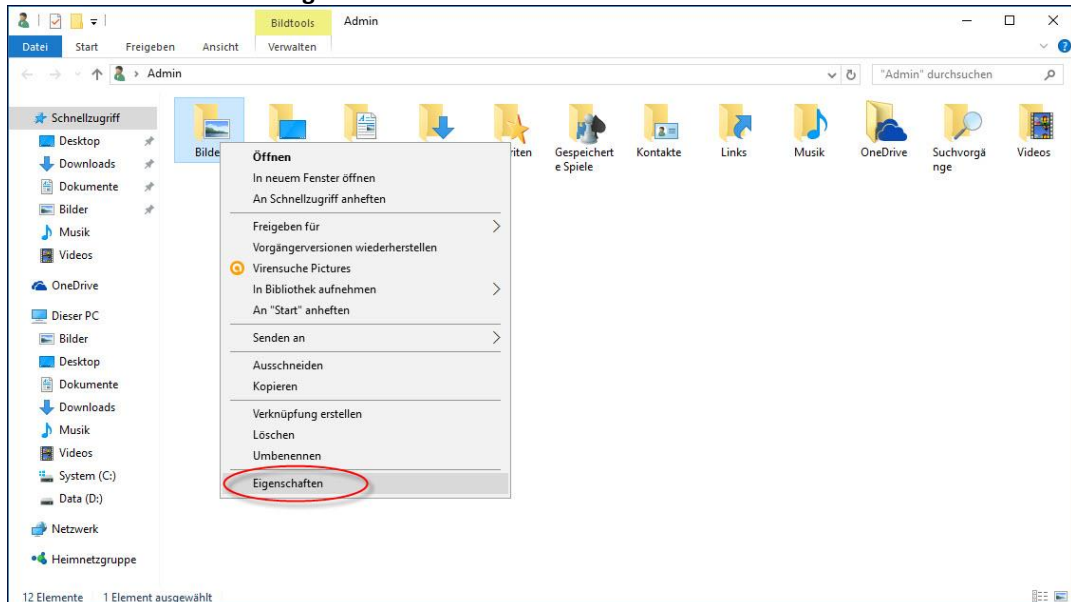 Bildtools Admin
Datei Start Freigeben Ansicht Verwalten
Admin
"Admin" durchsuchen
Schnellzugriff
Desktop
Downloads
Dokumente
Bilder
Musik
Videos
OneDrive
Dieser PC
Bilder
Desktop
Dokumente
Downloads
Musik
Videos
System (C:)
Data (D:)
Netzwerk
Heimnetzgruppe
Bilde
riten
Gespeichert
e Spiele
Kontakte
Links
Musik
OneDrive
Suchvorgä
nge
Videos
Öffnen
In neuem Fenster öffnen
An Schnellzugriff anheften
Freigeben für
Vorgängerversionen wiederherstellen
Virensuche Pictures
In Bibliothek aufnehmen
An "Start" anheften
Senden an
Ausschneiden
Kopieren
Verknüpfung erstellen
Löschen
Umbenennen
Eigenschaften
12 Elemente 1 Element ausgewählt